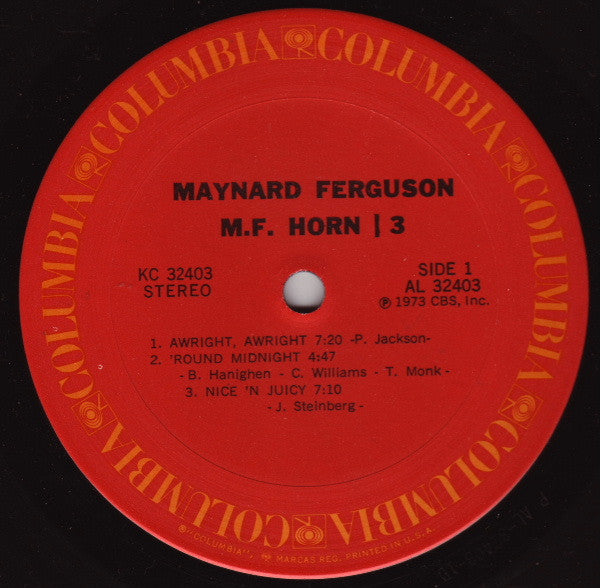 COLUMBIA COLUMBIA COLUMBIA COLUMBIA COLUMBIA COLUMBIA
MAYNARD FERGUSON
M.F. HORN | 3
KC 32403
STEREO
SIDE 1
AL 32403
Ⓟ 1973 CBS, Inc.
1. AWRIGHT, AWRIGHT 7:20 -P. Jackson-
2. 'ROUND MIDNIGHT 4:47
- B. Hanighen - C. Williams - T. Monk -
3. NICE 'N JUICY 7:10
- J. Steinberg -
® "COLUMBIA", MARCAS REG. PRINTED IN U.S.A.